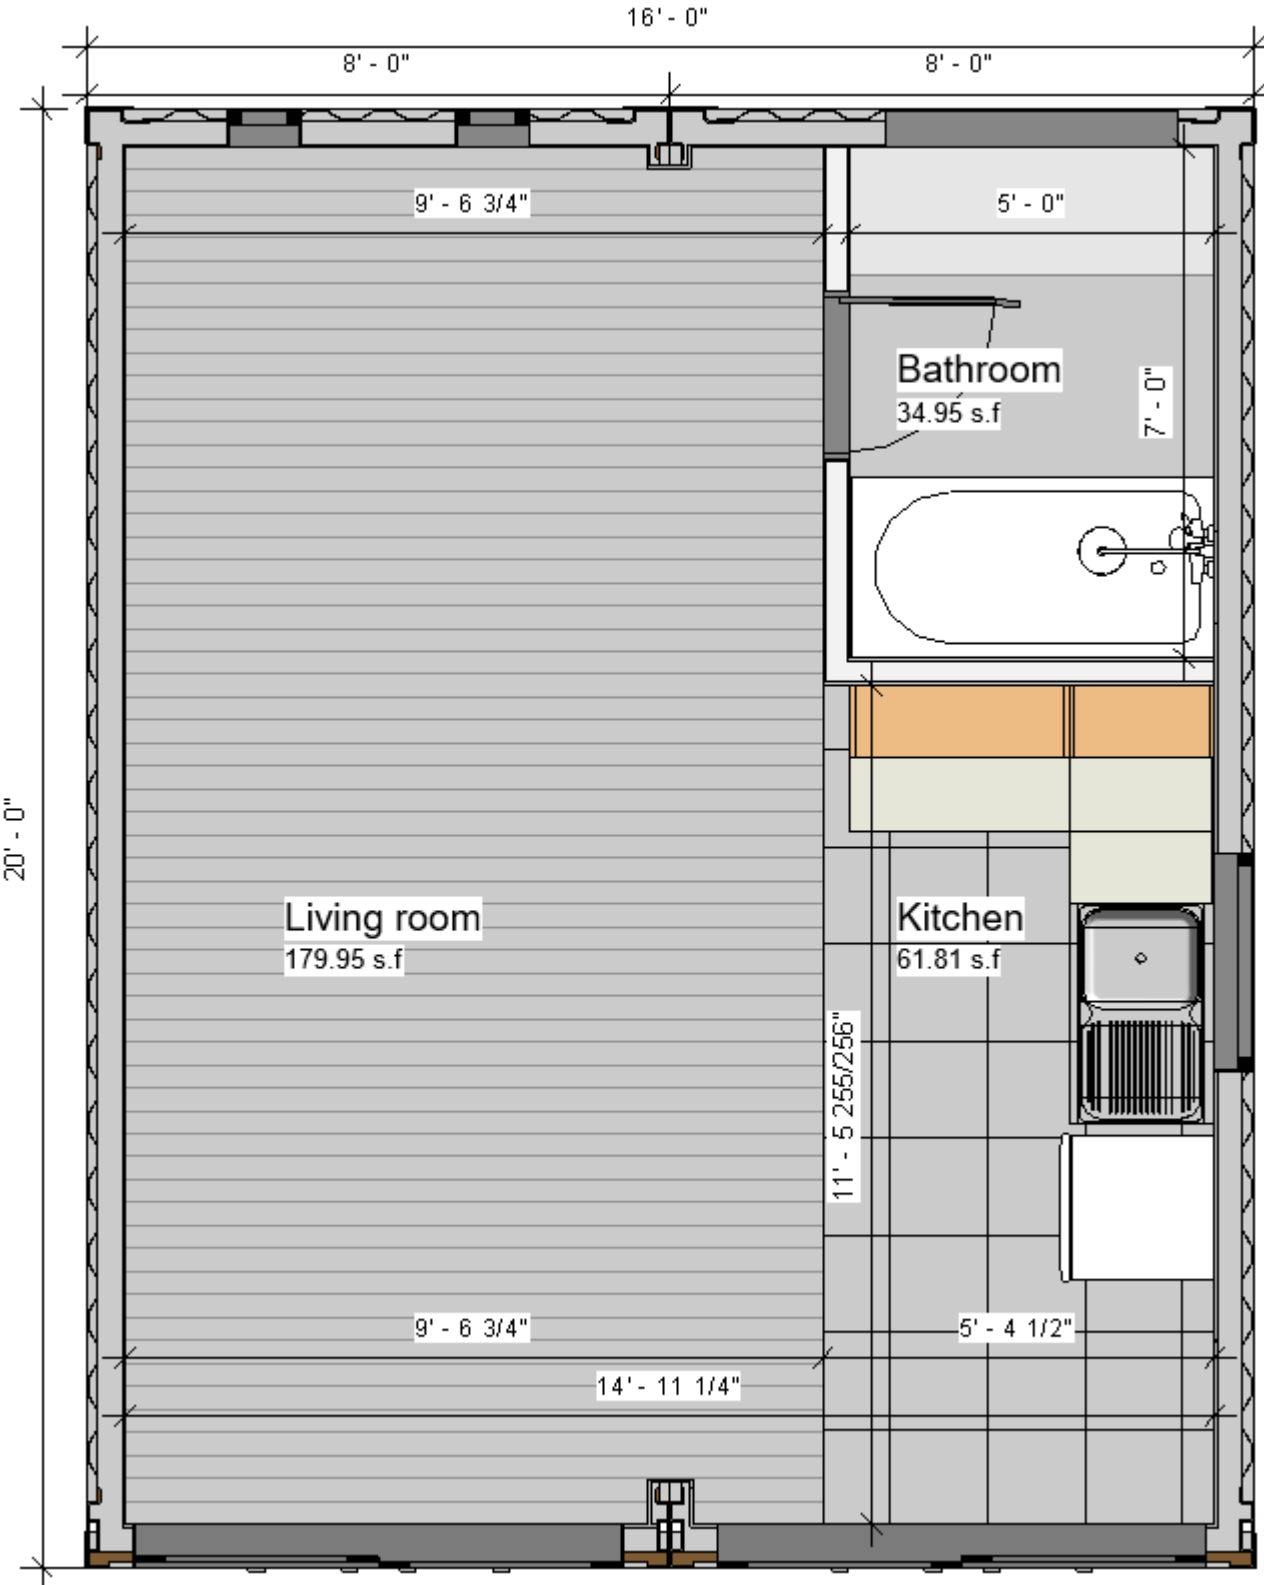 16' - 0"
8' - 0"
8' - 0"
9' - 6 3/4"
5' - 0"
Bathroom
34.95 s.f
7' - 0"
20' - 0"
Living room
179.95 s.f
Kitchen
61.81 s.f
11' - 5 255/256"
9' - 6 3/4"
5' - 4 1/2"
14' - 11 1/4"